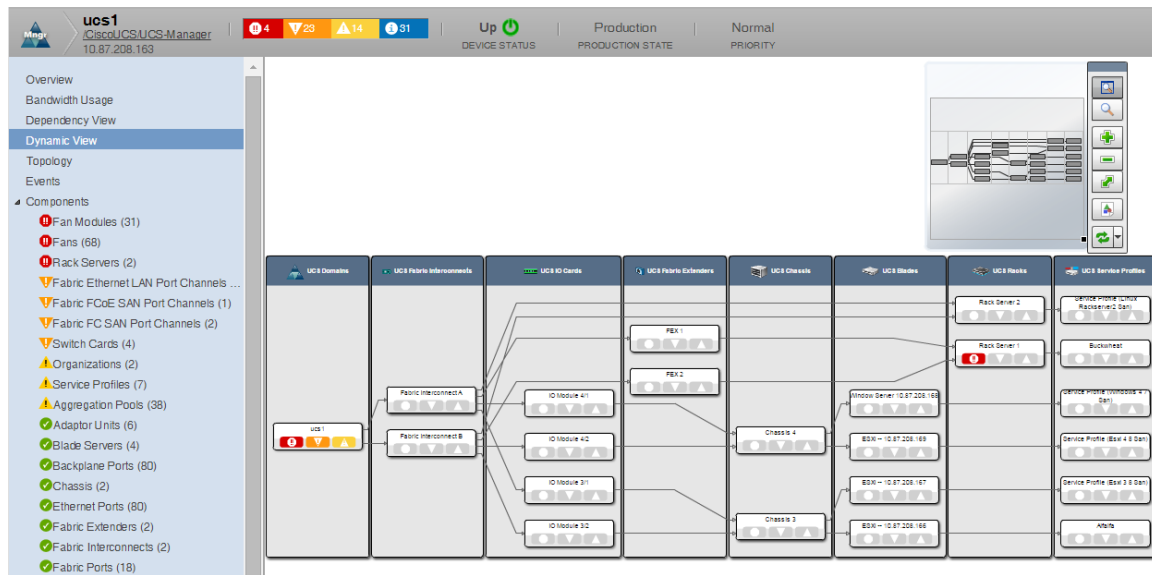 ucs1
/CiscoUCS/UCS-Manager
10.87.208.163
4
23
14
31
Up
DEVICE STATUS
Production
PRODUCTION STATE
Normal
PRIORITY
Mngr
Overview
Bandwidth Usage
Dependency View
Dynamic View
Topology
Events
Components
Fan Modules (31)
Fans (68)
Rack Servers (2)
Fabric Ethernet LAN Port Channels ...
Fabric FCoE SAN Port Channels (1)
Fabric FC SAN Port Channels (2)
Switch Cards (4)
Organizations (2)
Service Profiles (7)
Aggregation Pools (38)
Adaptor Units (6)
Blade Servers (4)
Backplane Ports (80)
Chassis (2)
Ethernet Ports (80)
Fabric Extenders (2)
Fabric Interconnects (2)
Fabric Ports (18)
UCS Domains
UCS Fabric Interconnects
UCS IO Cards
UCS Fabric Extenders
UCS Chassis
UCS Blades
UCS Racks
UCS Service Profiles
ucs1
Fabric Interconnect A
Fabric Interconnect B
IO Module 4/1
IO Module 4/2
IO Module 3/1
IO Module 3/2
FEX 1
FEX 2
Chassis 4
Chassis 3
Window Server 10.87.208.168
ESXi -- 10.87.208.169
ESXi -- 10.87.208.167
ESXi -- 10.87.208.166
Rack Server 2
Rack Server 1
Service Profile (Linux
Rackserver2 San)
Buckwheat
Service Profile (Windows 4 7
San)
Service Profile (Esxi 4 8 San)
Service Profile (Esxi 3 8 San)
Alfalfa